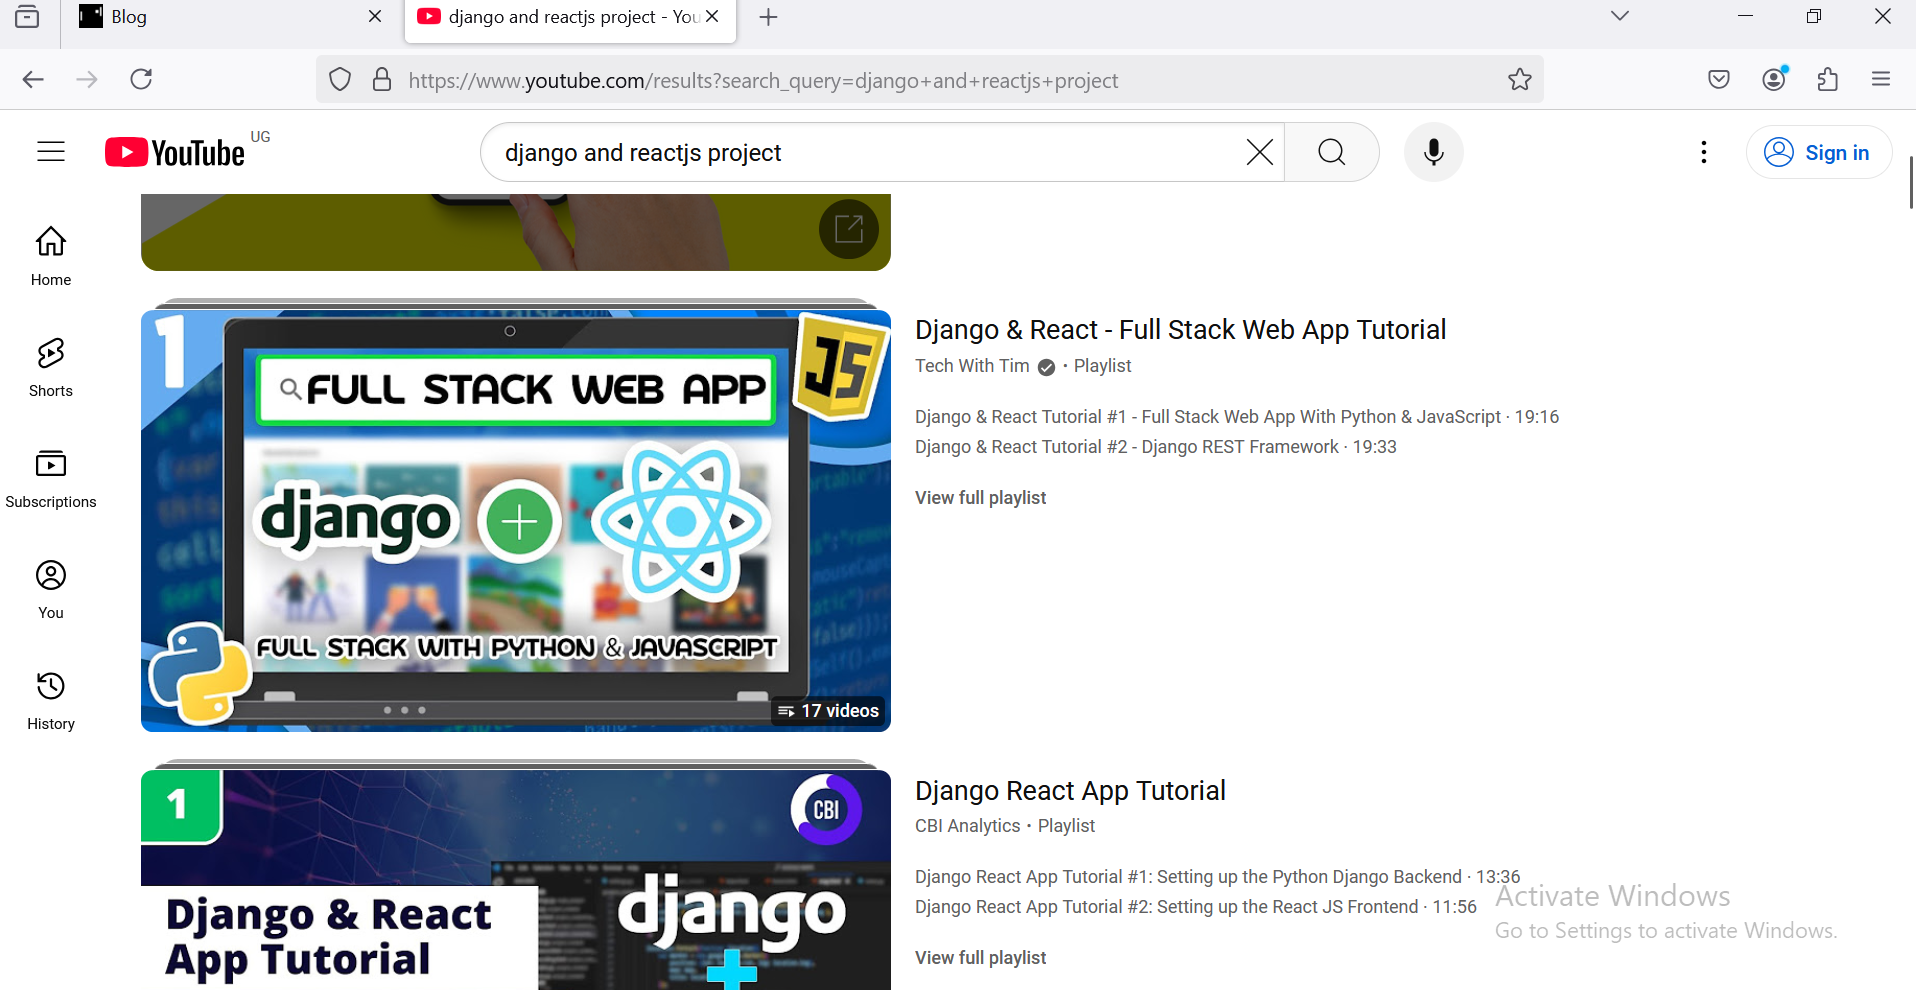 Blog
django and reactjs project - You
https://www.youtube.com/results?search_query=django+and+reactjs+project
YouTube UG
django and reactjs project
Sign in
Home
Shorts
Subscriptions
You
History
1
JS
FULL STACK WEB APP
django
FULL STACK WITH PYTHON & JAVASCRIPT
17 videos
Django & React - Full Stack Web App Tutorial
Tech With Tim • Playlist
Django & React Tutorial #1 - Full Stack Web App With Python & JavaScript · 19:16
Django & React Tutorial #2 - Django REST Framework · 19:33
View full playlist
1
CBI
Django & React
App Tutorial
django
Django React App Tutorial
CBI Analytics • Playlist
Django React App Tutorial #1: Setting up the Python Django Backend · 13:36
Django React App Tutorial #2: Setting up the React JS Frontend · 11:56
View full playlist
Activate Windows
Go to Settings to activate Windows.